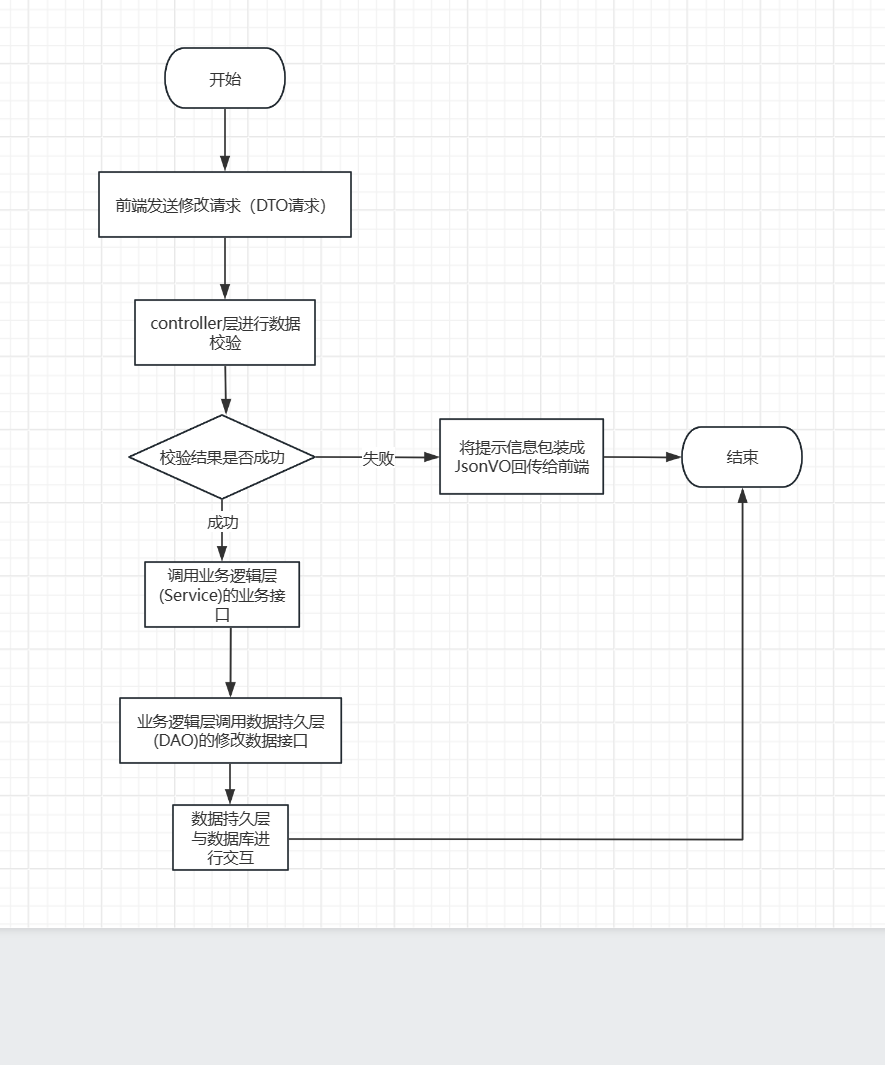 开始
前端发送修改请求（DTO请求）
controller层进行数据
校验
校验结果是否成功
失败
将提示信息包装成
JsonVO回传给前端
结束
成功
调用业务逻辑层
(Service)的业务接
口
业务逻辑层调用数据持久层
(DAO)的修改数据接口
数据持久层
与数据库进
行交互